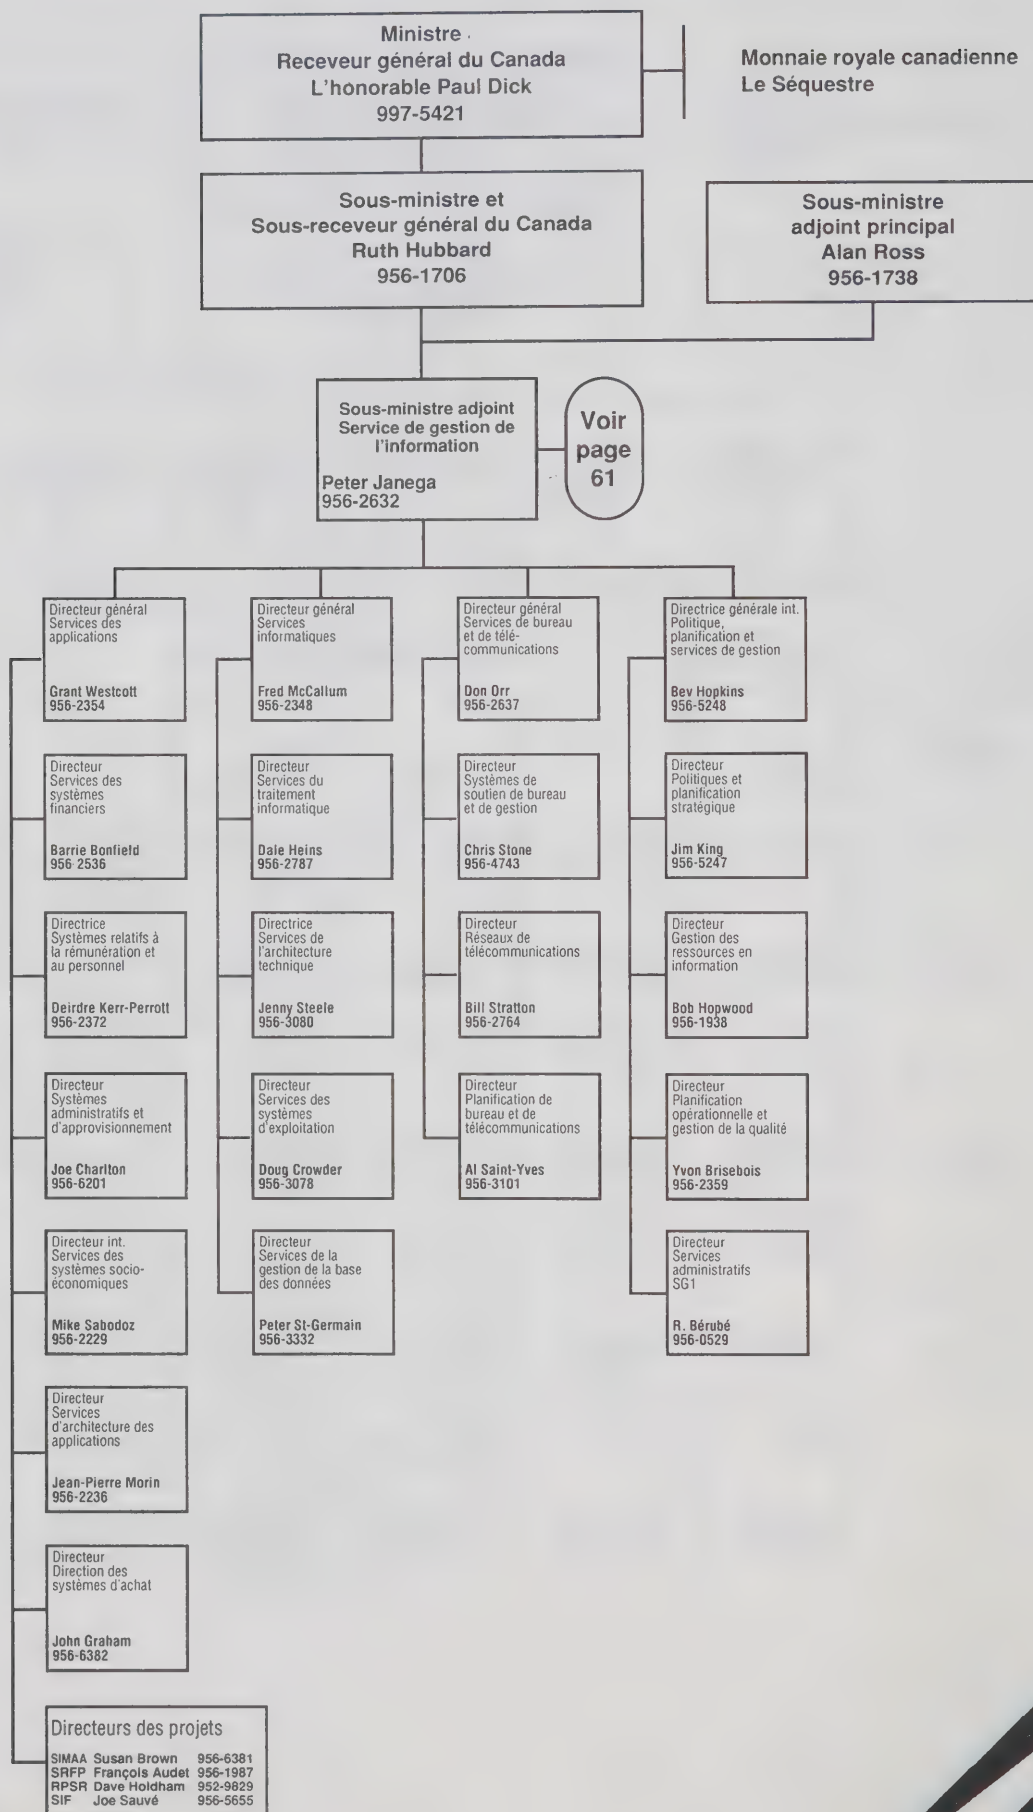 Ministre
Receveur général du Canada
L'honorable Paul Dick
997-5421
Monnaie royale canadienne
Le Séquestre
Sous-ministre et
Sous-receveur général du Canada
Ruth Hubbard
956-1706
Sous-ministre
adjoint principal
Alan Ross
956-1738
Sous-ministre adjoint
Service de gestion de
l'information
Peter Janega
956-2632
Voir
page
61
Directeur général
Services des
applications
Grant Westcott
956-2354
Directeur
Services des
systèmes
financiers
Barrie Bonfield
956-2536
Directrice
Systèmes relatifs à
la rémunération et
au personnel
Deirdre Kerr-Perrott
956-2372
Directeur
Systèmes
administratifs et
d'approvisionnement
Joe Charlton
956-6201
Directeur int.
Services des
systèmes socio-
économiques
Mike Sabodoz
956-2229
Directeur
Services
d'architecture des
applications
Jean-Pierre Morin
956-2236
Directeur
Direction des
systèmes d'achat
John Graham
956-6382
Directeurs des projets
SIMAA Susan Brown 956-6381
SRFP François Audet 956-1987
RPSR Dave Holdham 952-9829
SIF Joe Sauvé 956-5655
Directeur général
Services
informatiques
Fred McCallum
956-2348
Directeur
Services du
traitement
informatique
Dale Heins
956-2787
Directrice
Services de
l'architecture
technique
Jenny Steele
956-3080
Directeur
Services des
systèmes
d'exploitation
Doug Crowder
956-3078
Directeur
Services de la
gestion de la base
des données
Peter St-Germain
956-3332
Directeur général
Services de bureau
et de télé-
communications
Don Orr
956-2637
Directeur
Systèmes de
soutien de bureau
et de gestion
Chris Stone
956-4743
Directeur
Réseaux de
télécommunications
Bill Stratton
956-2764
Directeur
Planification de
bureau et de
télécommunications
Al Saint-Yves
956-3101
Directrice générale int.
Politique,
planification et
services de gestion
Bev Hopkins
956-5248
Directeur
Politiques et
planification
stratégique
Jim King
956-5247
Directeur
Gestion des
ressources en
information
Bob Hopwood
956-1938
Directeur
Planification
opérationnelle et
gestion de la qualité
Yvon Brisebois
956-2359
Directeur
Services
administratifs
SG1
R. Bérubé
956-0529